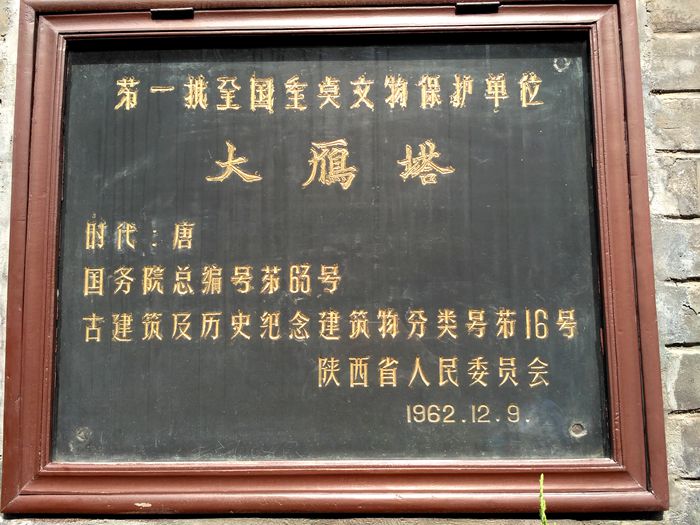 第一批全国重点文物保护单位
大雁塔
时代：唐
国务院总编号第63号
古建筑及历史纪念建筑物分类号第16号
陕西省人民委员会
1962.12.9.